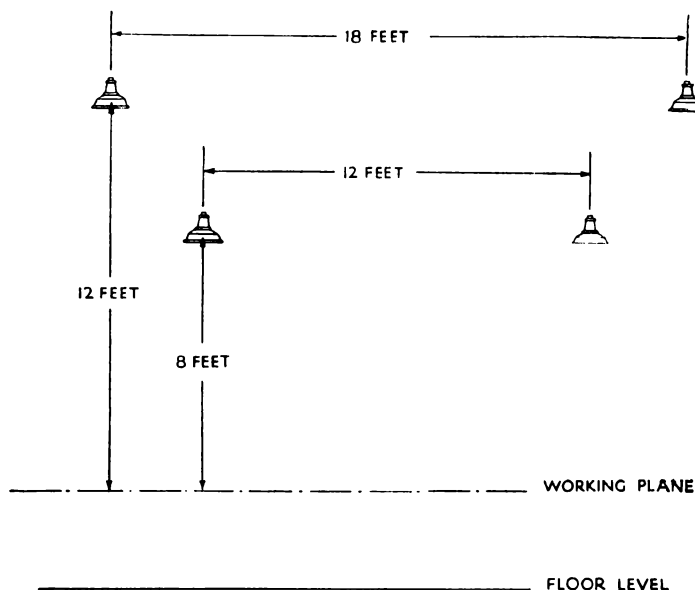 18 FEET
12 FEET
12 FEET
8 FEET
WORKING PLANE
FLOOR LEVEL